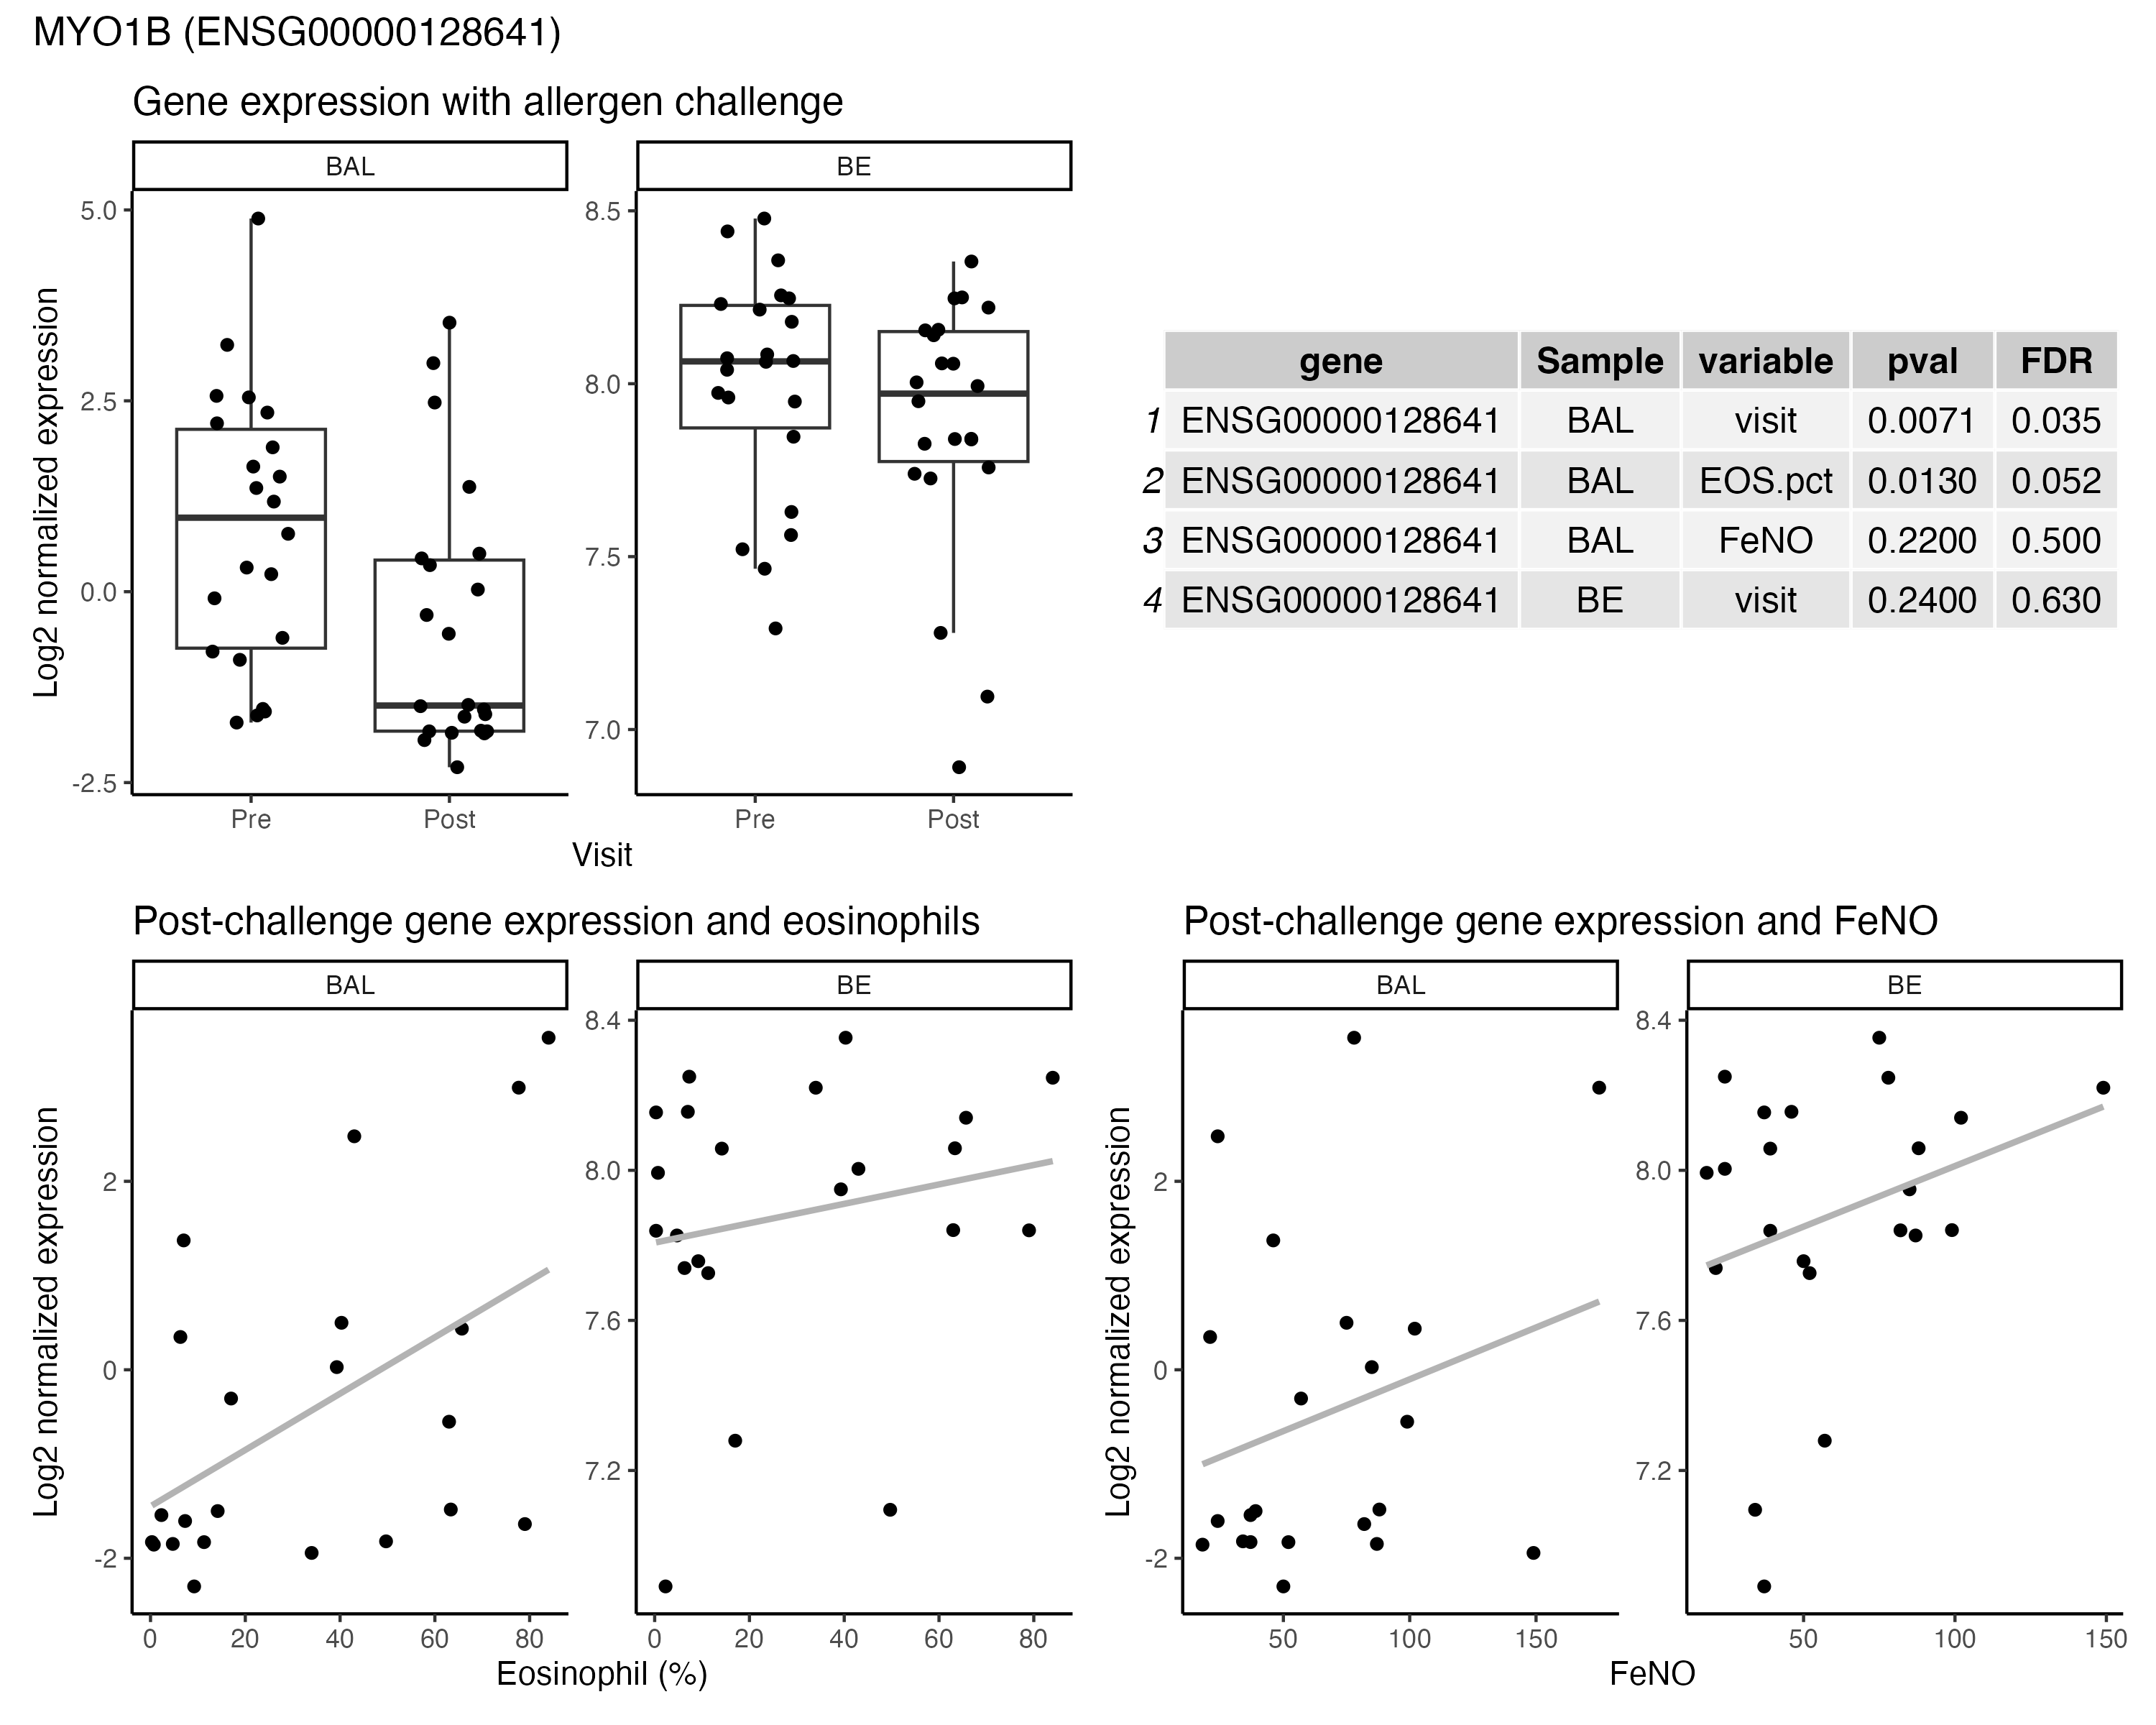 MYO1B (ENSG00000128641)
Gene expression with allergen challenge
BAL
BE
Log2 normalized expression
5.0
2.5
0.0
-2.5
8.5
8.0
7.5
7.0
Pre
Post
Pre
Post
Visit
gene Sample variable pval FDR
1 ENSG00000128641 BAL visit 0.0071 0.035
2 ENSG00000128641 BAL EOS.pct 0.0130 0.052
3 ENSG00000128641 BAL FeNO 0.2200 0.500
4 ENSG00000128641 BE visit 0.2400 0.630
Post-challenge gene expression and eosinophils
BAL
BE
Log2 normalized expression
2
0
-2
8.4
8.0
7.6
7.2
0 20 40 60 80
0 20 40 60 80
Eosinophil (%)
Post-challenge gene expression and FeNO
BAL
BE
Log2 normalized expression
2
0
-2
8.4
8.0
7.6
7.2
50 100 150
50 100 150
FeNO